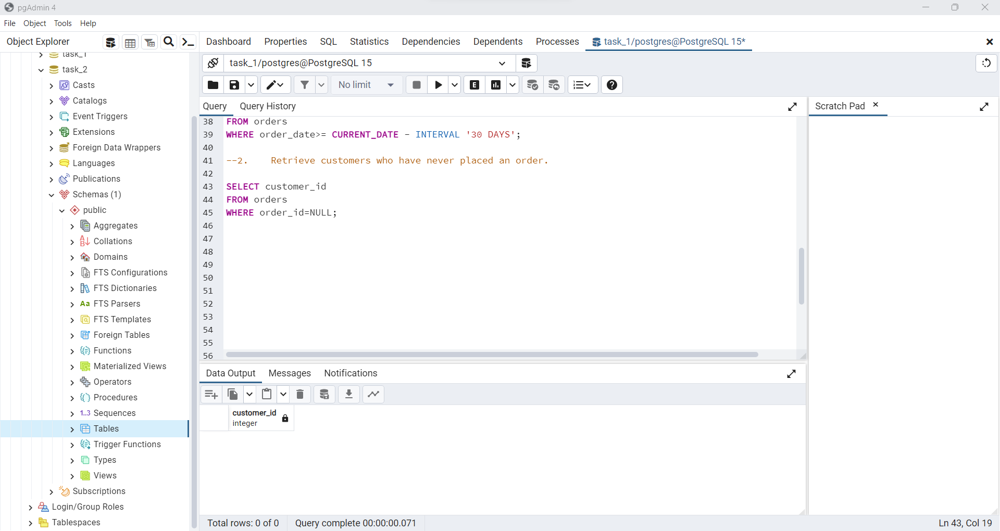 pgAdmin 4
File Object Tools Help
Object Explorer
Dashboard Properties SQL Statistics Dependencies Dependents Processes task_1/postgres@PostgreSQL 15*
task_1
task_1/postgres@PostgreSQL 15
task_2
Casts
No limit
E
Catalogs
Query Query History
Scratch Pad
Event Triggers
Extensions
Foreign Data Wrappers
Languages
Publications
Schemas (1)
public
Aggregates
Collations
Domains
FTS Configurations
FTS Dictionaries
Aa FTS Parsers
FTS Templates
Foreign Tables
Functions
Materialized Views
Operators
Procedures
1..3 Sequences
Tables
Trigger Functions
Types
Views
Subscriptions
Login/Group Roles
Tablespaces
38 FROM orders
39 WHERE order_date>= CURRENT_DATE - INTERVAL '30 DAYS';
40
41 --2. Retrieve customers who have never placed an order.
42
43 SELECT customer_id
44 FROM orders
45 WHERE order_id=NULL;
46
47
48
49
50
51
52
53
54
55
56
Data Output Messages Notifications
customer_id
integer
Total rows: 0 of 0 Query complete 00:00:00.071 Ln 43, Col 19